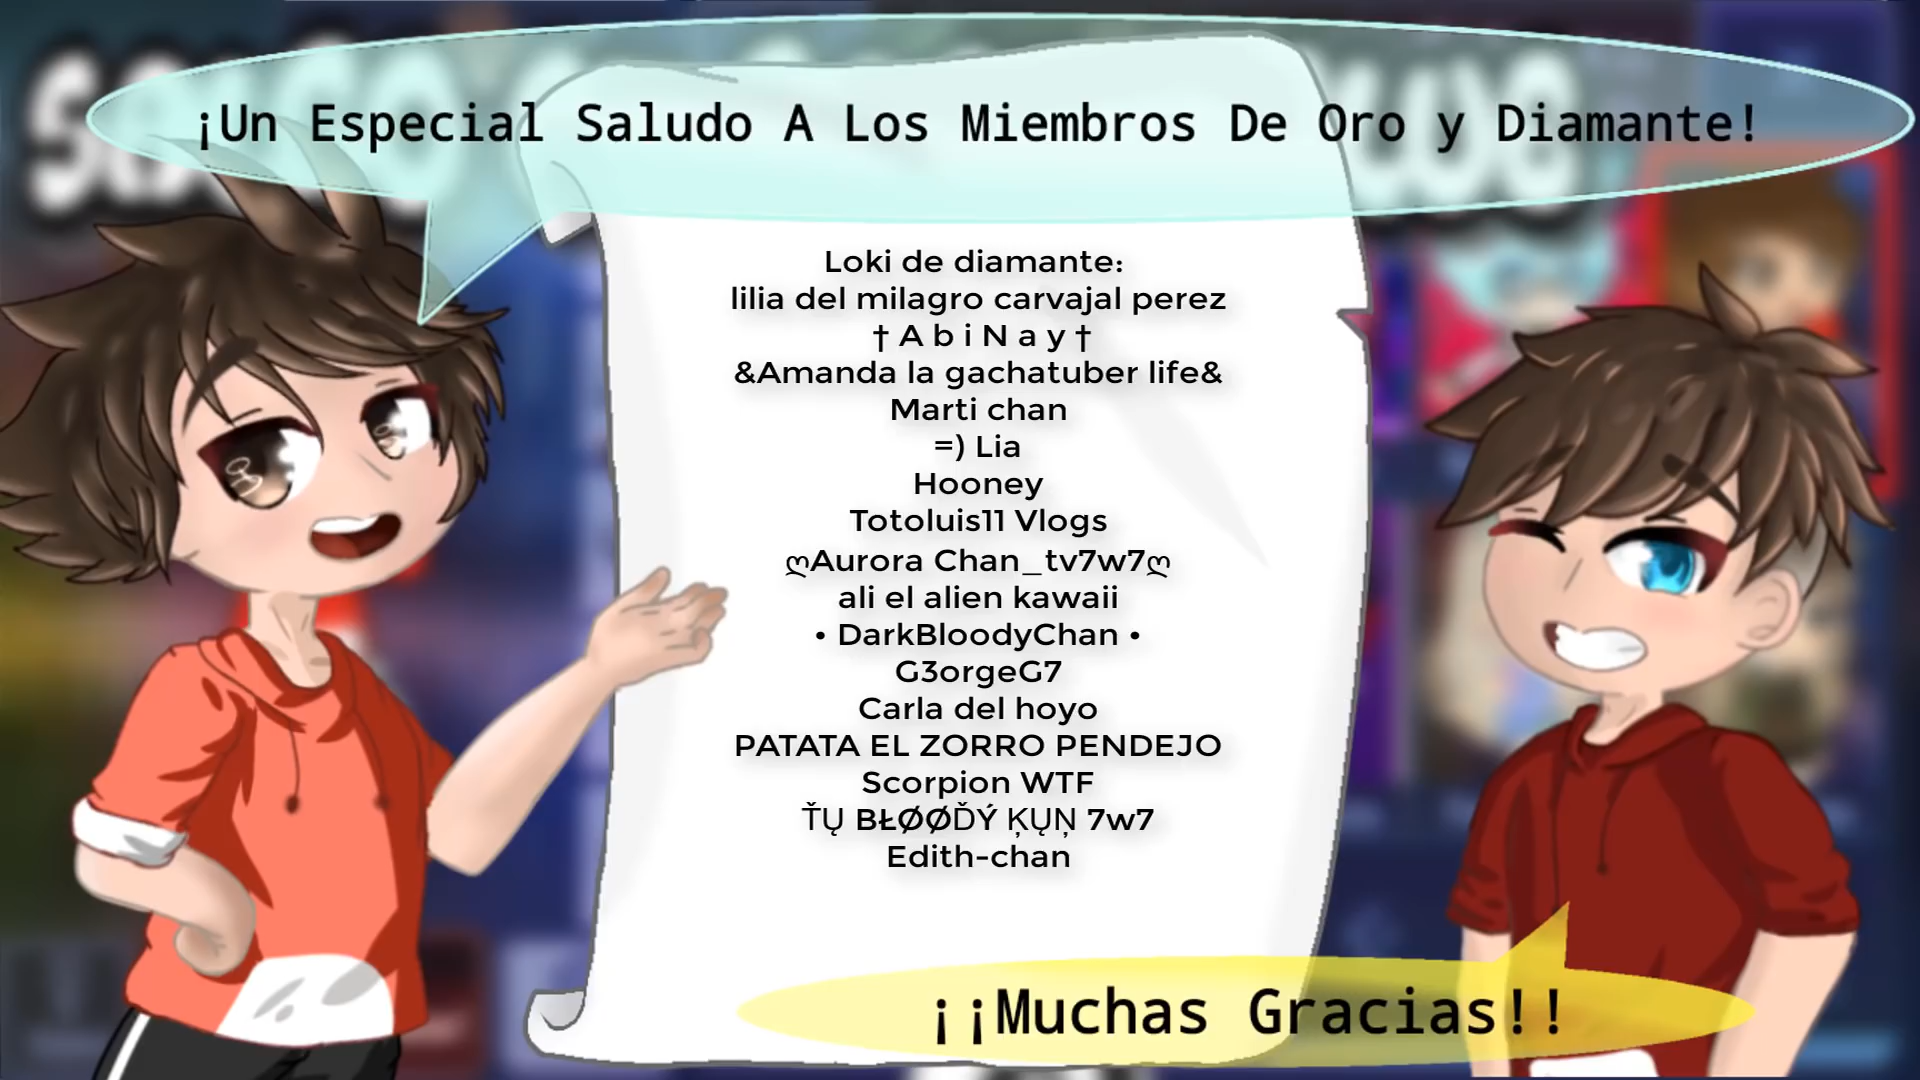 ¡Un Especial Saludo A Los Miembros De Oro y Diamante!
Loki de diamante:
lilia del milagro carvajal perez
† A b i N a y †
&Amanda la gachatuber life&
Marti chan
=) Lia
Hooney
Totoluis11 Vlogs
ღAurora Chan_tv7w7ღ
ali el alien kawaii
• DarkBloodyChan •
G3orgeG7
Carla del hoyo
PATATA EL ZORRO PENDEJO
Scorpion WTF
ŤŲ BŁØØĎÝ ĶŲŅ 7w7
Edith-chan
¡¡Muchas Gracias!!